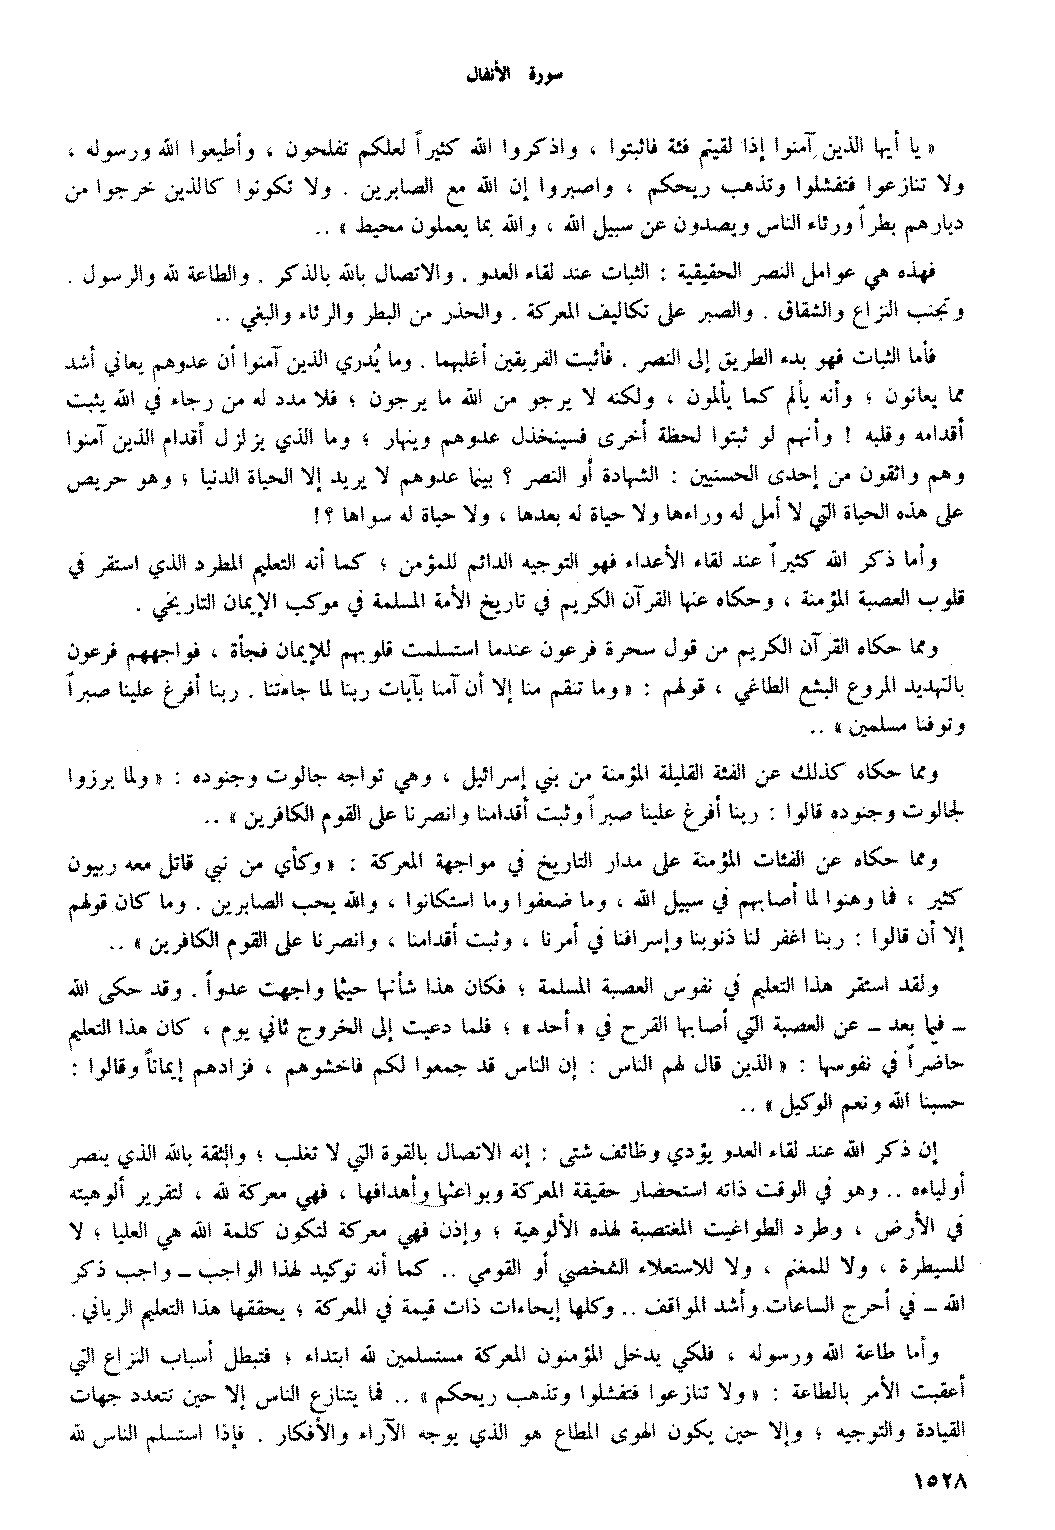 سورة الأنفال
« يا أيها الذين آمنوا إذا لقيتم فئة فاثبتوا ، واذكروا الله كثيراً لعلكم تفلحون ، وأطيعوا الله ورسوله ،
ولا تنازعوا فتفشلوا وتذهب ريحكم ، واصبروا إن الله مع الصابرين . ولا تكونوا كالذين خرجوا من
ديارهم بطراً ورئاء الناس ويصدون عن سبيل الله ، والله بما يعملون محيط » ..
فهذه هي عوامل النصر الحقيقية : الثبات عند لقاء العدو . والاتصال بالله بالذكر . والطاعة لله والرسول .
وتجنب النزاع والشقاق . والصبر على تكاليف المعركة . والحذر من البطر والرئاء والبغي ..
فأما الثبات فهو بدء الطريق إلى النصر . فأثبت الفريقين أغلبهما . وما يُدري الذين آمنوا أن عدوهم يعاني أشد
مما يعانون ؛ وأنه يألم كما يألمون ، ولكنه لا يرجو من الله ما يرجون ؛ فلا مدد له من رجاء في الله يثبت
أقدامه وقلبه ! وأنهم لو ثبتوا لحظة أخرى فسينخذل عدوهم وينهار ؛ وما الذي يزلزل أقدام الذين آمنوا
وهم واثقون من إحدى الحسنيين : الشهادة أو النصر ؟ بينما عدوهم لا يريد إلا الحياة الدنيا ؛ وهو حريص
على هذه الحياة التي لا أمل له وراءها ولا حياة له بعدها ، ولا حياة له سواها ؟!
وأما ذكر الله كثيراً عند لقاء الأعداء فهو التوجيه الدائم للمؤمن ؛ كما أنه التعليم المطرد الذي استقر في
قلوب العصبة المؤمنة ، وحكاه عنها القرآن الكريم في تاريخ الأمة المسلمة في موكب الإيمان التاريخي .
ومما حكاه القرآن الكريم من قول سحرة فرعون عندما استسلمت قلوبهم للإيمان فجأة ، فواجههم فرعون
بالتهديد المروع البشع الطاغي ، قولهم : « وما تنقم منا إلا أن آمنا بآيات ربنا لما جاءتنا . ربنا أفرغ علينا صبراً
وتوفنا مسلمين » ..
ومما حكاه كذلك عن الفئة القليلة المؤمنة من بني إسرائيل ، وهي تواجه جالوت وجنوده : « ولما برزوا
لجالوت وجنوده قالوا : ربنا أفرغ علينا صبراً وثبت أقدامنا وانصرنا على القوم الكافرين » ..
ومما حكاه عن الفئات المؤمنة على مدار التاريخ في مواجهة المعركة : « وكأي من نبي قاتل معه ربيون
كثير ، فما وهنوا لما أصابهم في سبيل الله ، وما ضعفوا وما استكانوا ، والله يحب الصابرين . وما كان قولهم
إلا أن قالوا : ربنا اغفر لنا ذنوبنا وإسرافنا في أمرنا ، وثبت أقدامنا ، وانصرنا على القوم الكافرين » ..
ولقد استقر هذا التعليم في نفوس العصبة المسلمة ؛ فكان هذا شأنها حيثما واجهت عدواً . وقد حكى الله
ــ فيما بعد ــ عن العصبة التي أصابها القرح في « أحد » ؛ فلما دعيت إلى الخروج ثاني يوم ، كان هذا التعليم
حاضراً في نفوسها : « الذين قال لهم الناس : إن الناس قد جمعوا لكم فاخشوهم ، فزادهم إيماناً وقالوا :
حسبنا الله ونعم الوكيل » ..
إن ذكر الله عند لقاء العدو يؤدي وظائف شتى : إنه الاتصال بالقوة التي لا تغلب ؛ والثقة بالله الذي ينصر
أولياءه .. وهو في الوقت ذاته استحضار حقيقة المعركة وبواعثها وأهدافها ، فهي معركة لله ، لتقرير ألوهيته
في الأرض ، وطرد الطواغيت المغتصبة لهذه الألوهية ؛ وإذن فهي معركة لتكون كلمة الله هي العليا ؛ لا
للسيطرة ، ولا للمغنم ، ولا للاستعلاء الشخصي أو القومي .. كما أنه توكيد لهذا الواجب ــ واجب ذكر
الله ــ في أحرج الساعات وأشد المواقف .. وكلها إيحاءات ذات قيمة في المعركة ؛ يحققها هذا التعليم الرباني .
وأما طاعة الله ورسوله ، فلكي يدخل المؤمنون المعركة مستسلمين لله ابتداء ؛ فتبطل أسباب النزاع التي
أعقبت الأمر بالطاعة : « ولا تنازعوا فتفشلوا وتذهب ريحكم » .. فما يتنازع الناس إلا حين تتعدد جهات
القيادة والتوجيه ؛ وإلا حين يكون الهوى المطاع هو الذي يوجه الآراء والأفكار . فإذا استسلم الناس لله
١٥٢٨